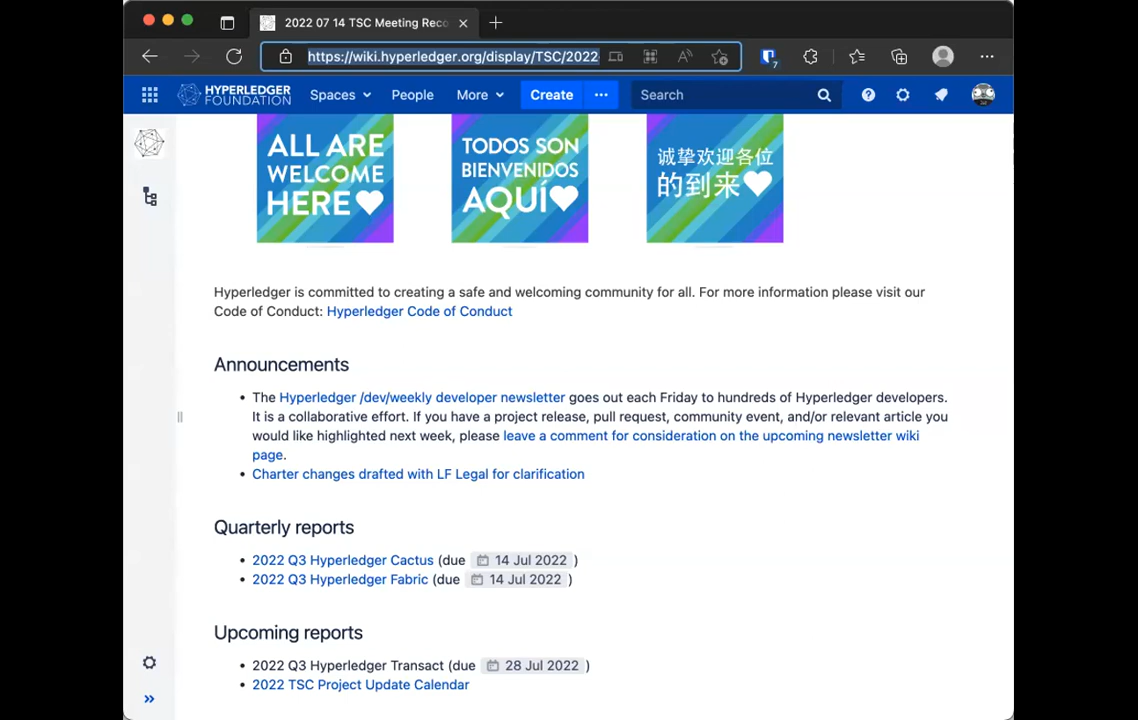 2022 07 14 TSC Meeting Reco
https://wiki.hyperledger.org/display/TSC/2022
7
HYPERLEDGER
FOUNDATION
Spaces People More Create ··· Search
ALL ARE
WELCOME
HERE
TODOS SON
BIENVENIDOS
AQUÍ
诚挚欢迎各位
的到来
Hyperledger is committed to creating a safe and welcoming community for all. For more information please visit our
Code of Conduct: Hyperledger Code of Conduct
Announcements
• The Hyperledger /dev/weekly developer newsletter goes out each Friday to hundreds of Hyperledger developers.
It is a collaborative effort. If you have a project release, pull request, community event, and/or relevant article you
would like highlighted next week, please leave a comment for consideration on the upcoming newsletter wiki
page.
• Charter changes drafted with LF Legal for clarification
Quarterly reports
• 2022 Q3 Hyperledger Cactus (due 14 Jul 2022 )
• 2022 Q3 Hyperledger Fabric (due 14 Jul 2022 )
Upcoming reports
• 2022 Q3 Hyperledger Transact (due 28 Jul 2022 )
• 2022 TSC Project Update Calendar